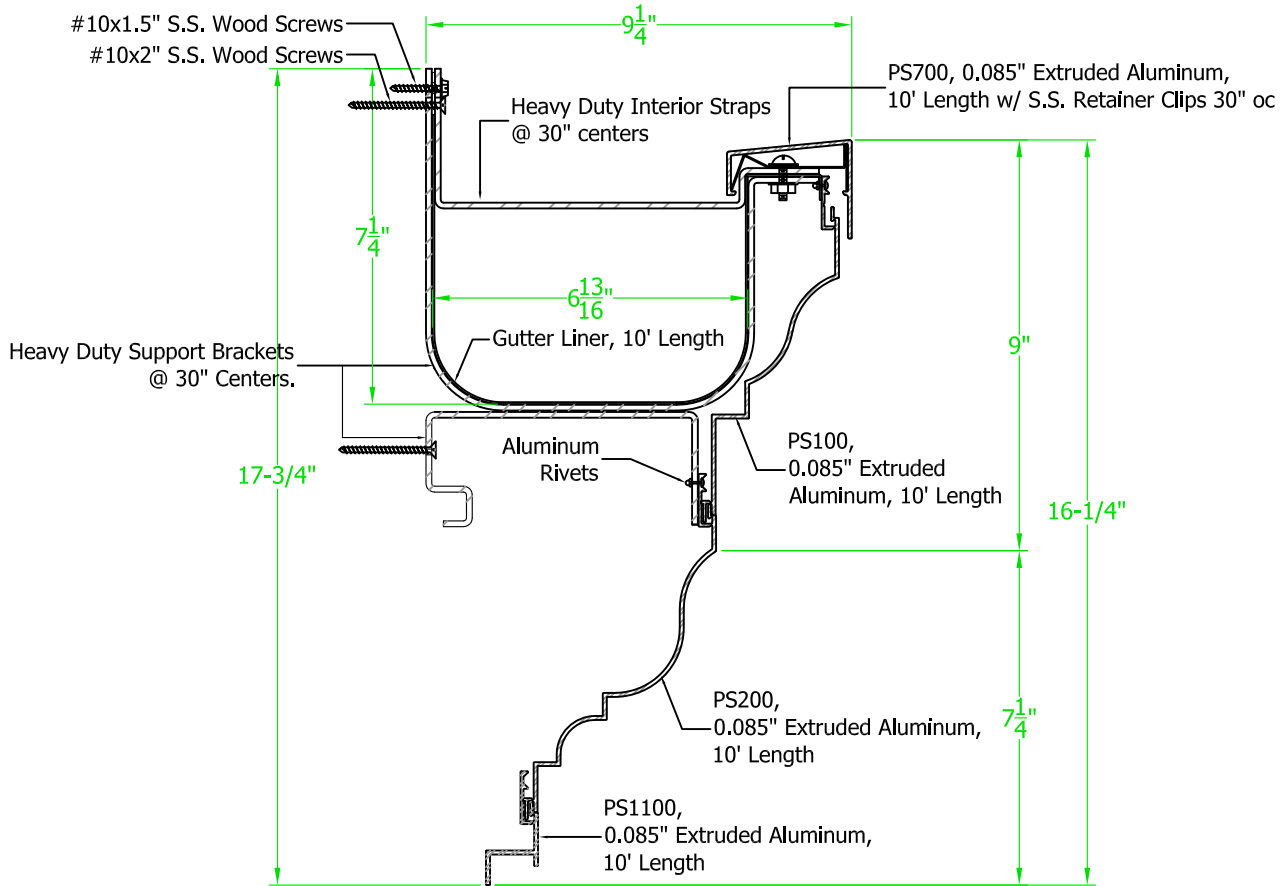 #10x1.5" S.S. Wood Screws
#10x2" S.S. Wood Screws
9 1/4"
PS700, 0.085" Extruded Aluminum,
10' Length w/ S.S. Retainer Clips 30" oc
Heavy Duty Interior Straps
@ 30" centers
7 1/4"
6 13/16"
Gutter Liner, 10' Length
Heavy Duty Support Brackets
@ 30" Centers.
9"
Aluminum
Rivets
PS100,
0.085" Extruded
Aluminum, 10' Length
17-3/4"
16-1/4"
PS200,
0.085" Extruded Aluminum,
10' Length
7 1/4"
PS1100,
0.085" Extruded Aluminum,
10' Length